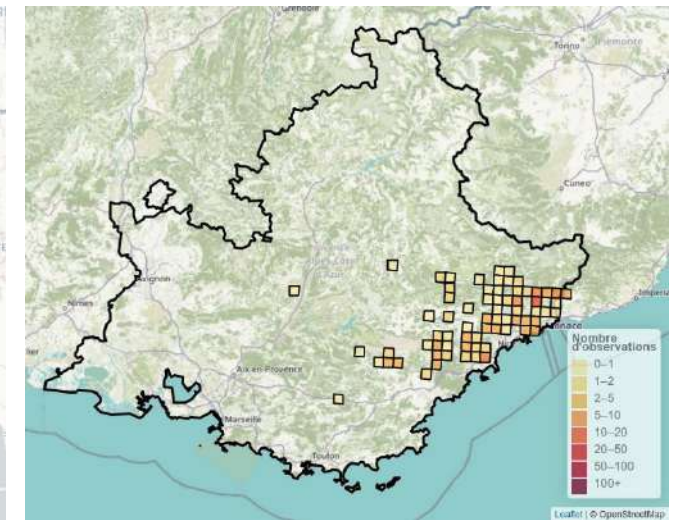 Grenoble
Torino
Piemonte
Cuneo
Avignon
Nîmes
Imperia
Monaco
Aix-en-Provence
Marseille
Toulon
Nombre
d'observations
0–1
1–2
2–5
5–10
10–20
20–50
50–100
100+
Leaflet | © OpenStreetMap